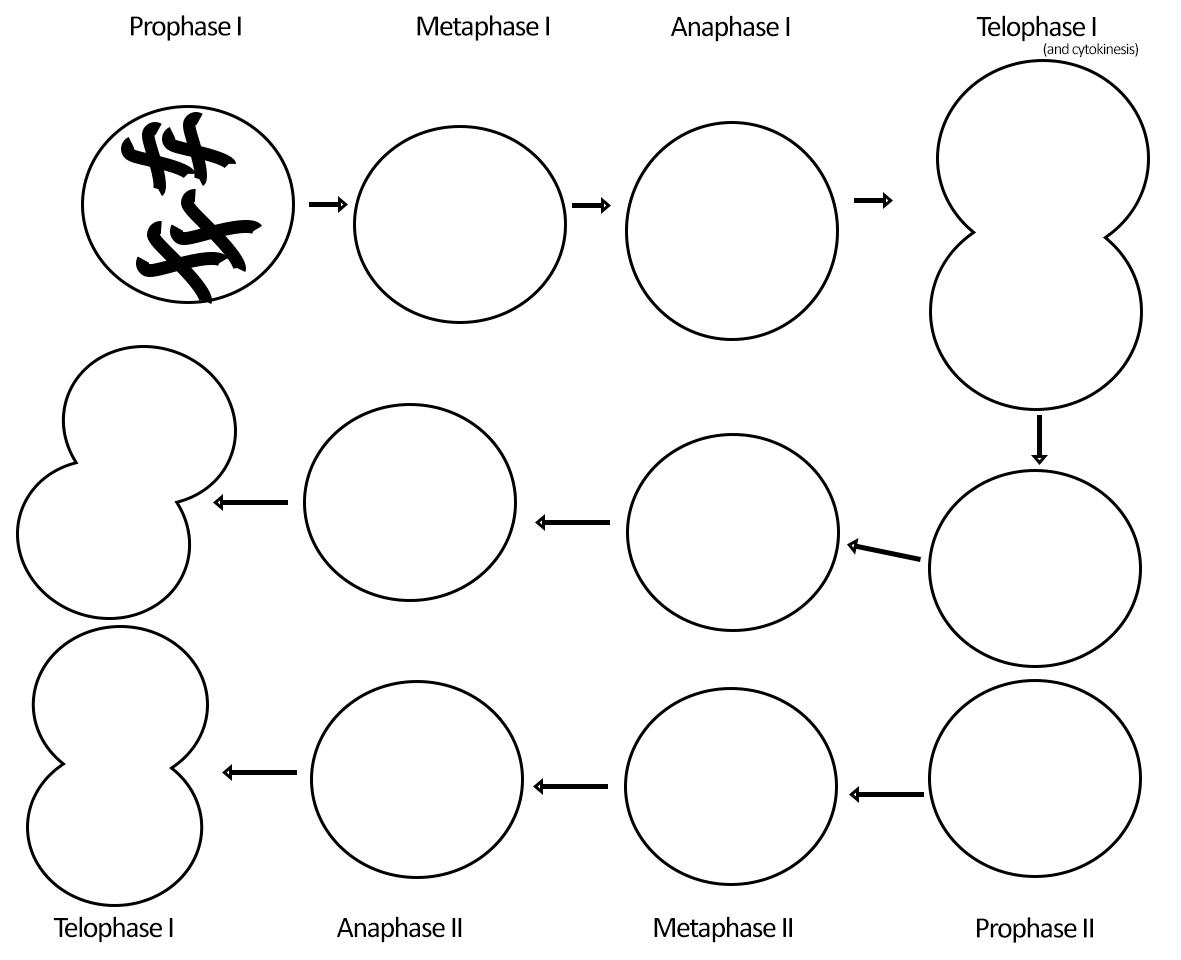 Prophase I
Metaphase I
Anaphase I
Telophase I
(and cytokinesis)
Telophase I
Anaphase II
Metaphase II
Prophase II